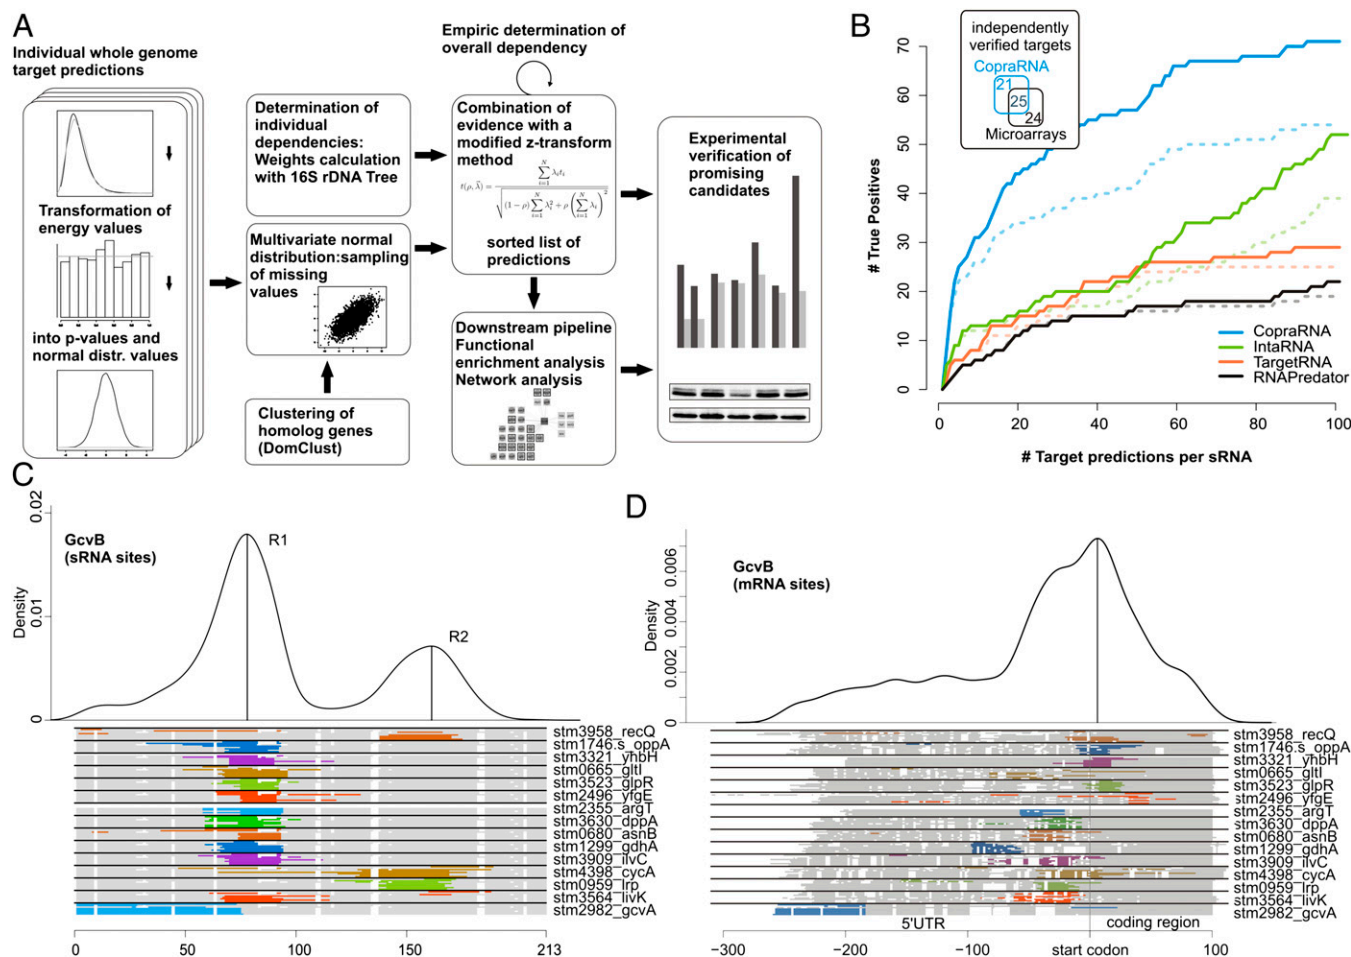 A
Individual whole genome
target predictions
Transformation of
energy values
into p-values and
normal distr. values
Determination of
individual
dependencies:
Weights calculation
with 16S rDNA Tree
Multivariate normal
distribution:sampling
of missing
values
Clustering of
homolog genes
(DomClust)
Empiric determination of
overall dependency
Combination of
evidence with a
modified z-transform
method
sorted list of
predictions
Downstream pipeline
Functional
enrichment analysis
Network analysis
Experimental
verification of
promising
candidates
B
independently
verified targets
CopraRNA
21
25
24
Microarrays
# True Positives
70
60
50
40
30
20
10
0
CopraRNA
IntaRNA
TargetRNA
RNAPredator
0
20
40
60
80
100
# Target predictions per sRNA
C
GcvB
(sRNA sites)
R1
R2
Density
0.02
0.01
0
stm3958_recQ
stm1746.s_oppA
stm3321_yhbH
stm0665_gltI
stm3523_glpR
stm2496_yfgE
stm2355_argT
stm3630_dppA
stm0680_asnB
stm1299_gdhA
stm3909_ilvC
stm4398_cycA
stm0959_lrp
stm3564_livK
stm2982_gcvA
0
50
100
150
213
D
GcvB
(mRNA sites)
Density
0.006
0.004
0.002
0
stm3958_recQ
stm1746.s_oppA
stm3321_yhbH
stm0665_gltI
stm3523_glpR
stm2496_yfgE
stm2355_argT
stm3630_dppA
stm0680_asnB
stm1299_gdhA
stm3909_ilvC
stm4398_cycA
stm0959_lrp
stm3564_livK
stm2982_gcvA
5'UTR
coding region
−300
−200
−100
start codon
100